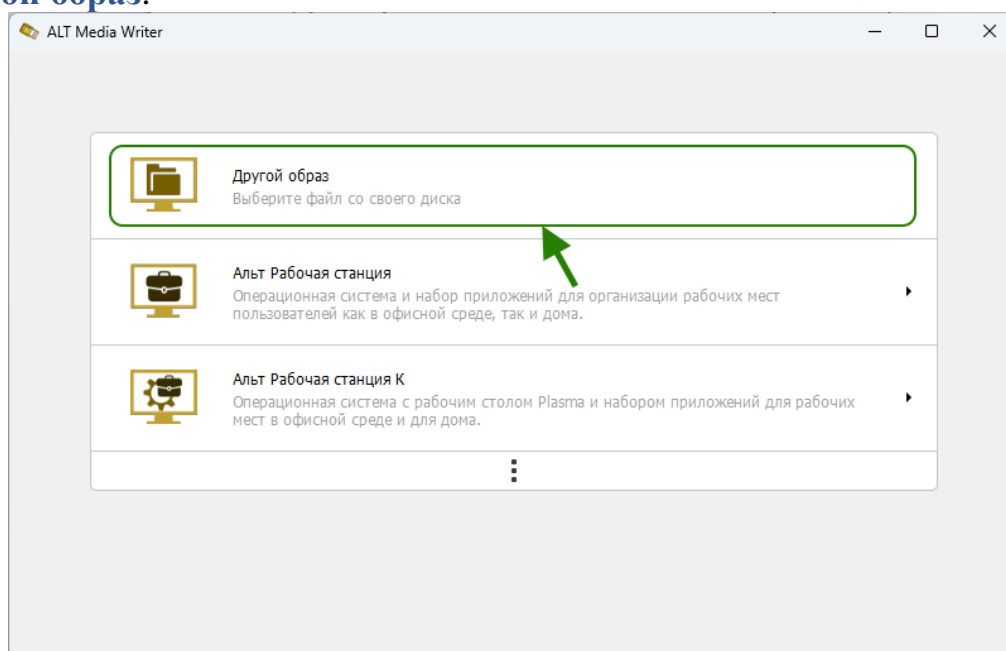 образ.
ALT Media Writer
Другой образ
Выберите файл со своего диска
Альт Рабочая станция
Операционная система и набор приложений для организации рабочих мест
пользователей как в офисной среде, так и дома.
Альт Рабочая станция К
Операционная система с рабочим столом Plasma и набором приложений для рабочих
мест в офисной среде и для дома.